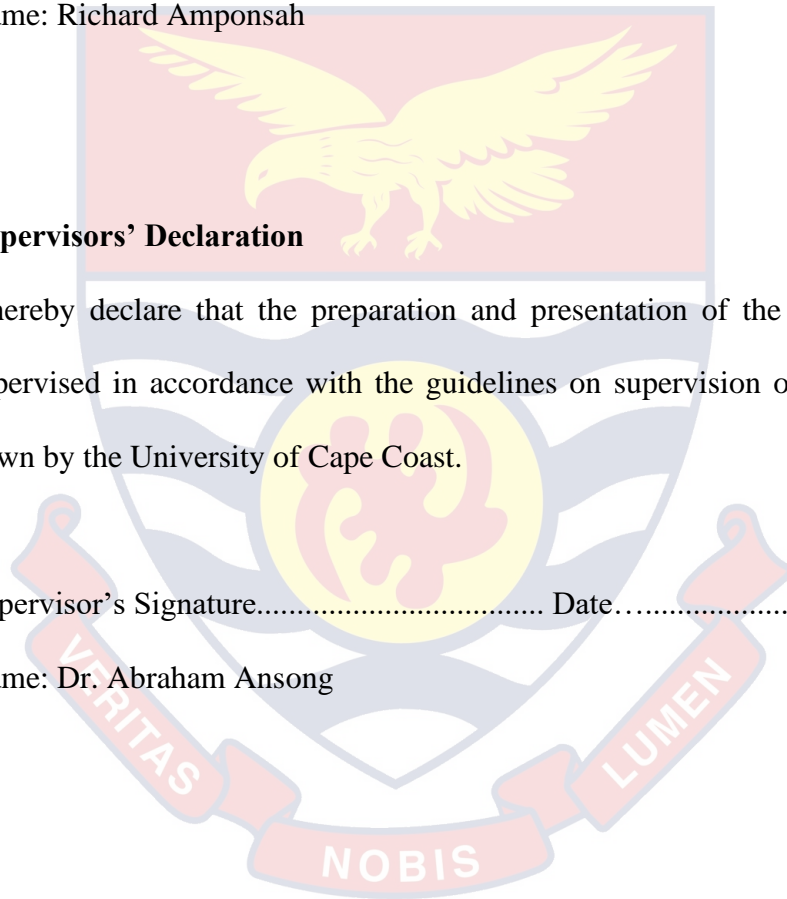 ame: Richard Amponsah
pervisors’ Declaration
hereby declare that the preparation and presentation of the
pervised in accordance with the guidelines on supervision o
wn by the University of Cape Coast.
pervisor’s Signature.................................... Date…..................
ame: Dr. Abraham Ansong
VERITAS
NOBIS
LUMEN